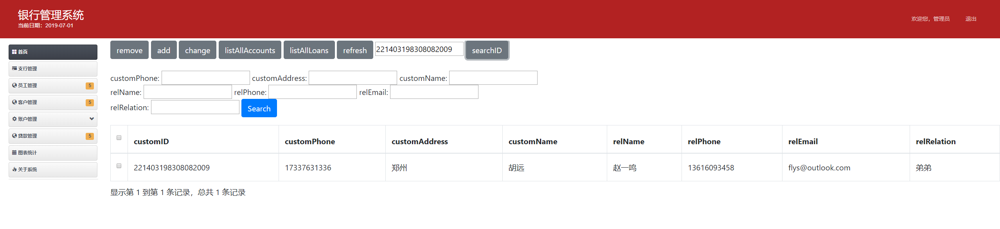 银行管理系统
当前日期：2019-07-01
欢迎您，管理员 退出
首页
支行管理
员工管理 5
客户管理 5
账户管理
贷款管理 5
图表统计
关于系统
remove add change listAllAccounts listAllLoans refresh 221403198308082009 searchID
customPhone: customAddress: customName:
relName: relPhone: relEmail:
relRelation: Search
customID customPhone customAddress customName relName relPhone relEmail relRelation
221403198308082009 17337631336 郑州 胡远 赵一鸣 13616093458 flys@outlook.com 弟弟
显示第 1 到第 1 条记录，总共 1 条记录